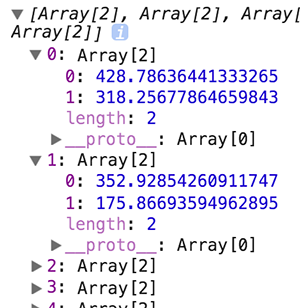 ▼ [Array[2], Array[2], Array[
Array[2]] i
▼ 0: Array[2]
0: 428.78636441333265
1: 318.25677864659843
length: 2
▶ __proto__: Array[0]
▼ 1: Array[2]
0: 352.92854260911747
1: 175.86693594962895
length: 2
▶ __proto__: Array[0]
▶ 2: Array[2]
▶ 3: Array[2]